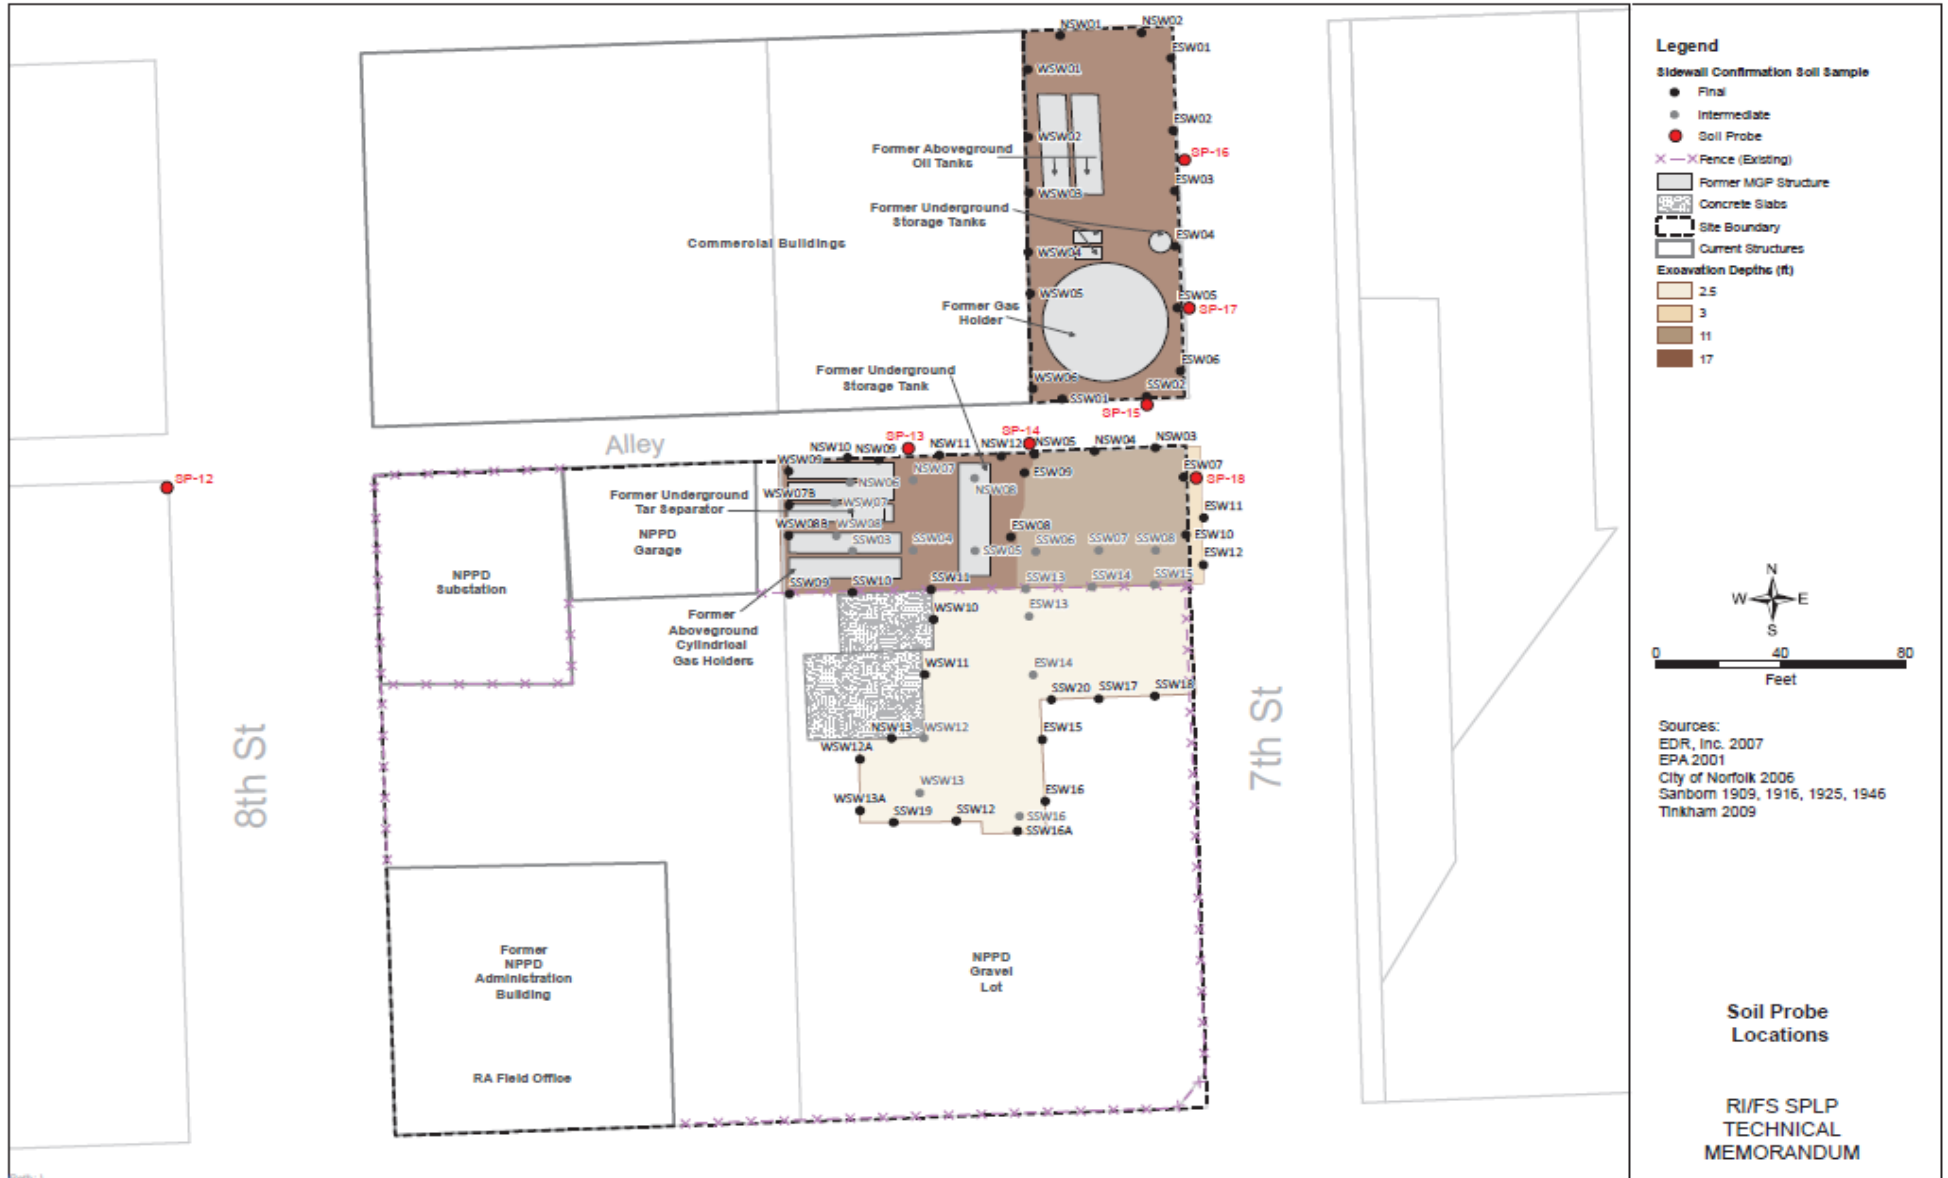 NSW01
NSW02
ESW01
WSW01
ESW02
WSW02
Former Aboveground
Oil Tanks
SP-16
ESW03
WSW03
Former Underground
Storage Tanks
ESW04
Commercial Buildings
WSW04
WSW05
ESW05
SP-17
Former Gas
Holder
ESW06
Former Underground
Storage Tank
WSW06
SSW02
SSW01
SP-15
Alley
SP-13
SP-14
NSW10
NSW09
NSW11
NSW12
NSW05
NSW04
NSW03
WSW09
NSW07
ESW09
ESW07
SP-18
SP-12
NSW06
NSW08
Former Underground
Tar Separator
WSW07B
WSW07
ESW11
WSW08B
WSW08
ESW08
ESW10
NPPD
Garage
SSW03
SSW04
SSW05
SSW06
SSW07
SSW08
ESW12
NPPD
Substation
SSW09
SSW10
SSW11
SSW13
SSW14
SSW15
Former
Aboveground
Cylindrical
Gas Holders
WSW10
ESW13
WSW11
ESW14
SSW20
SSW17
SSW18
NSW13
WSW12
ESW15
WSW12A
8th St
7th St
WSW13
WSW13A
ESW16
SSW19
SSW12
SSW16
SSW16A
Former
NPPD
Administration
Building
NPPD
Gravel
Lot
RA Field Office
Legend
Sidewall Confirmation Soil Sample
Final
Intermediate
Soil Probe
Fence (Existing)
Former MGP Structure
Concrete Slabs
Site Boundary
Current Structures
Excavation Depths (ft)
2.5
3
11
17
N
W
E
S
0 40 80
Feet
Sources:
EDR, Inc. 2007
EPA 2001
City of Norfolk 2006
Sanborn 1909, 1916, 1925, 1946
Tinkham 2009
Soil Probe
Locations
RI/FS SPLP
TECHNICAL
MEMORANDUM